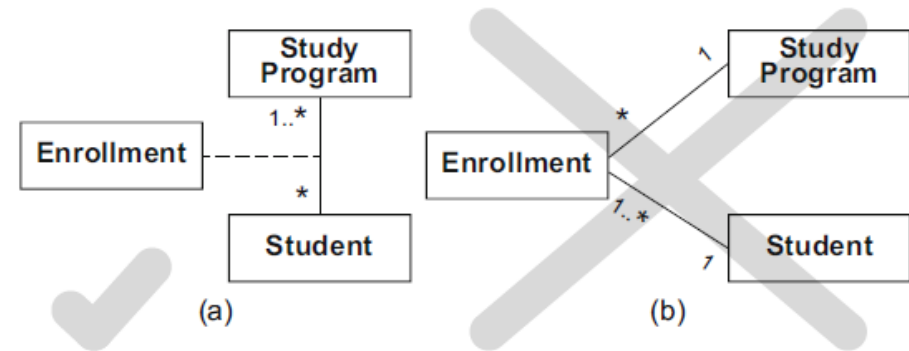 Study
Program
1..*
Enrollment
*
Student
(a)
Study
Program
1
*
Enrollment
1..*
Student
1
(b)